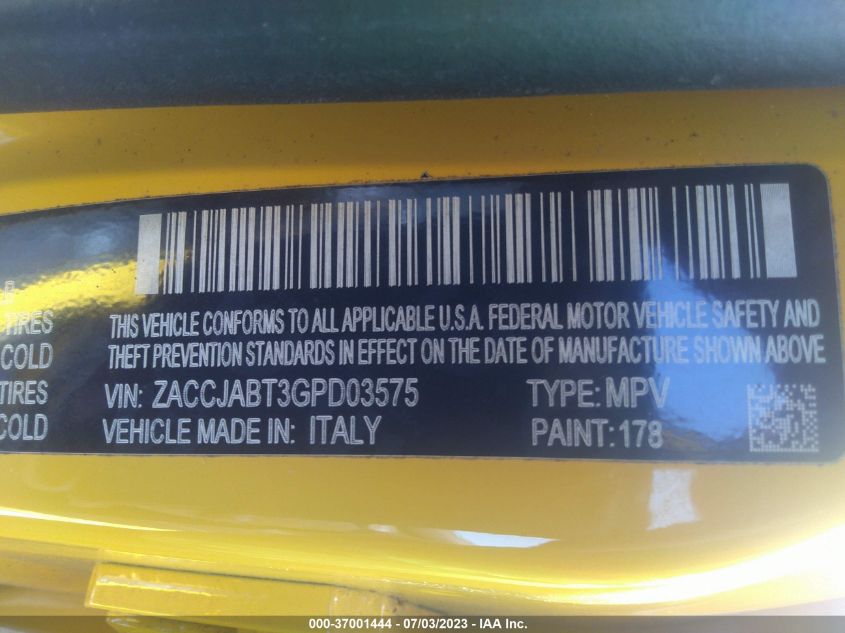 TIRES
COLD
TIRES
COLD
THIS VEHICLE CONFORMS TO ALL APPLICABLE U.S.A. FEDERAL MOTOR VEHICLE SAFETY AND
THEFT PREVENTION STANDARDS IN EFFECT ON THE DATE OF MANUFACTURE SHOWN ABOVE
VIN: ZACCJABT3GPD03575 TYPE: MPV
VEHICLE MADE IN: ITALY PAINT: 178
000-37001444 - 07/03/2023 - IAA Inc.